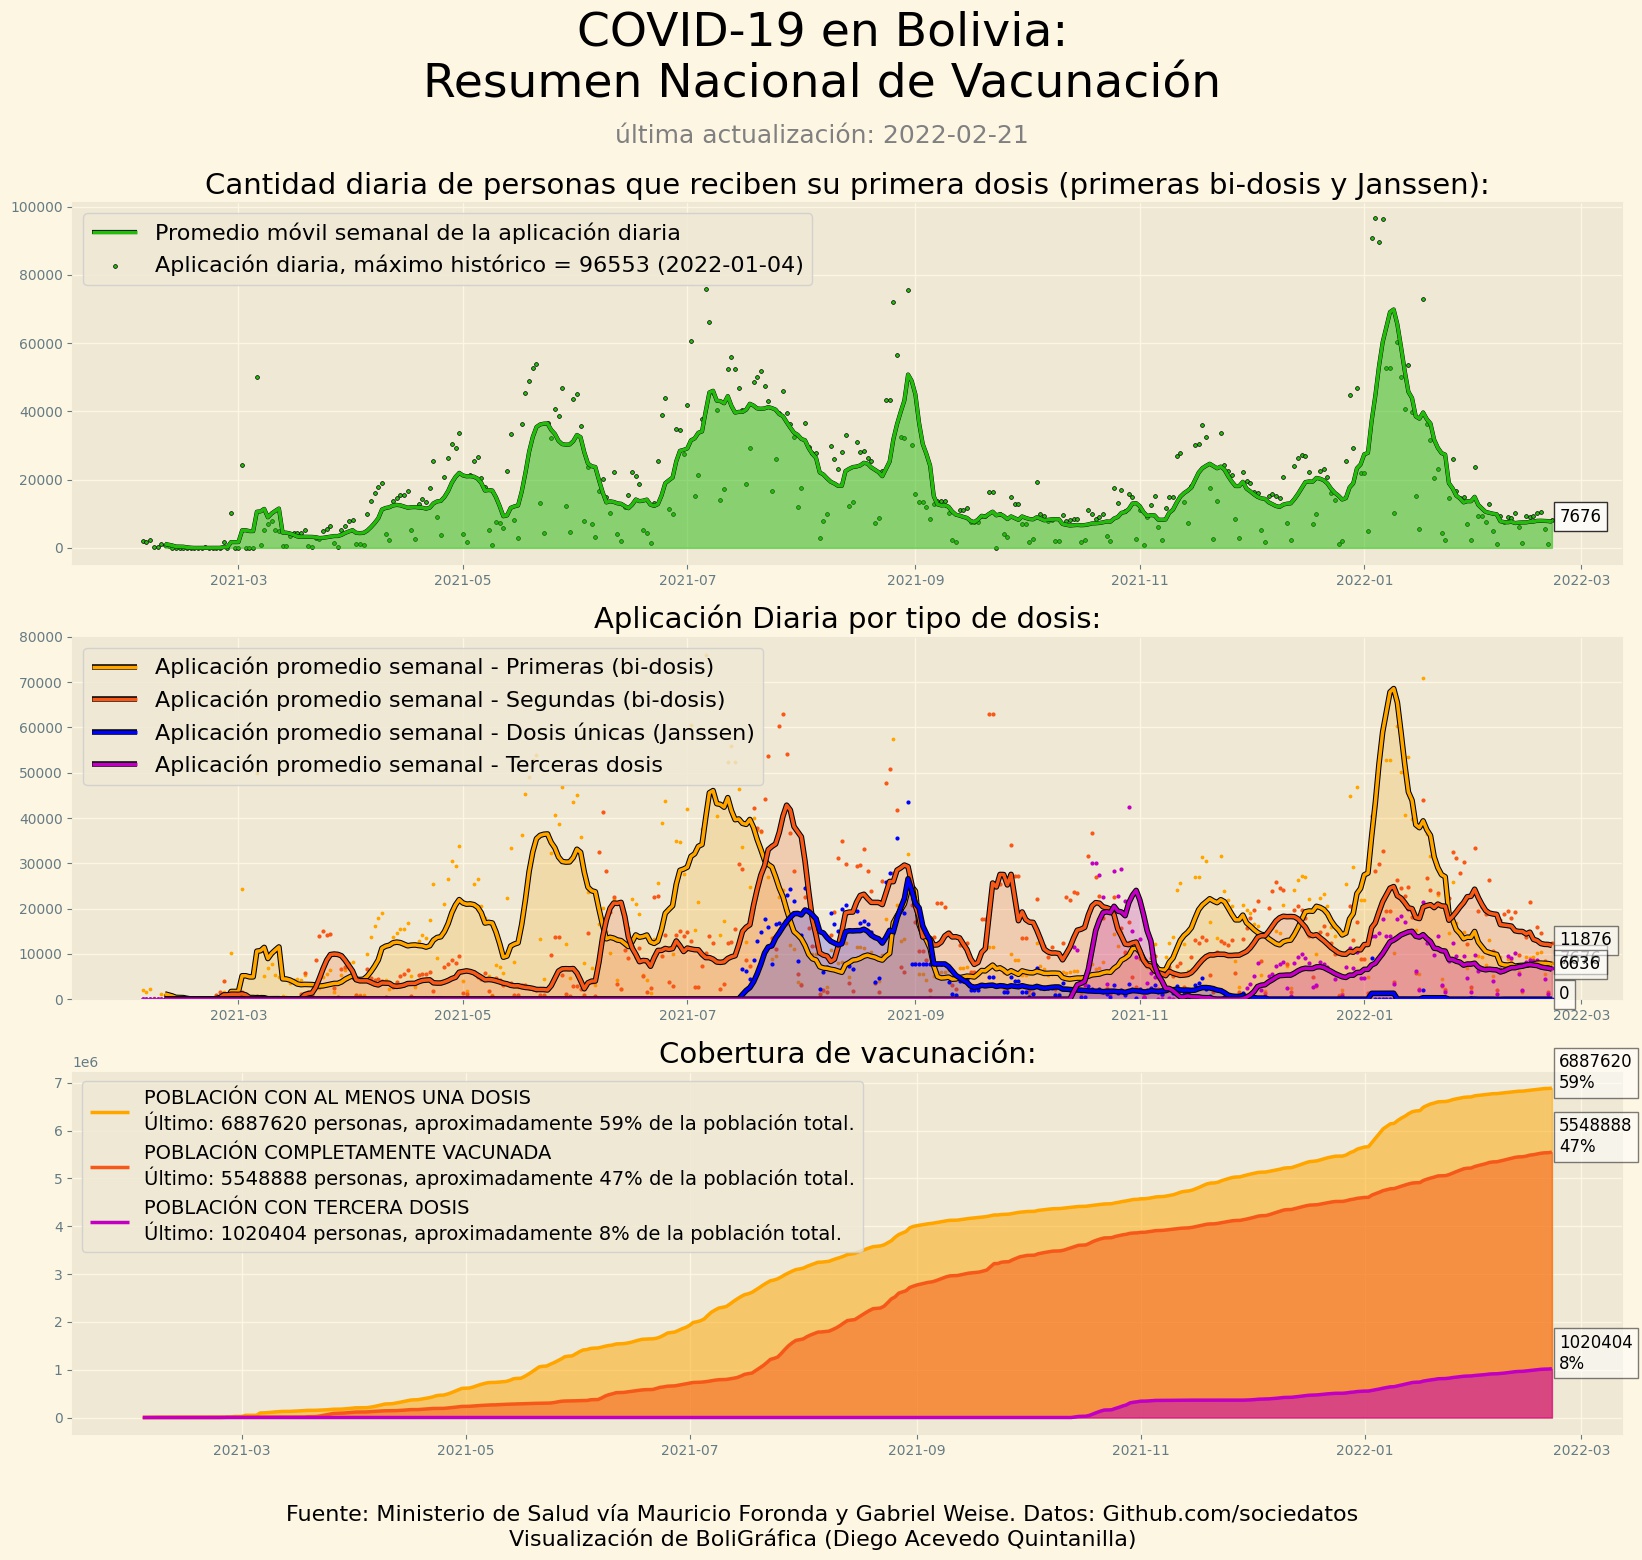 COVID-19 en Bolivia:
Resumen Nacional de Vacunación
última actualización: 2022-02-21
Cantidad diaria de personas que reciben su primera dosis (primeras bi-dosis y Janssen):
100000
80000
60000
40000
20000
0
Promedio móvil semanal de la aplicación diaria
Aplicación diaria, máximo histórico = 96553 (2022-01-04)
7676
2021-03 2021-05 2021-07 2021-09 2021-11 2022-01 2022-03
Aplicación Diaria por tipo de dosis:
80000
70000
60000
50000
40000
30000
20000
10000
0
Aplicación promedio semanal - Primeras (bi-dosis)
Aplicación promedio semanal - Segundas (bi-dosis)
Aplicación promedio semanal - Dosis únicas (Janssen)
Aplicación promedio semanal - Terceras dosis
11876
6636
0
2021-03 2021-05 2021-07 2021-09 2021-11 2022-01 2022-03
Cobertura de vacunación:
1e6
7
6
5
4
3
2
1
0
POBLACIÓN CON AL MENOS UNA DOSIS
Último: 6887620 personas, aproximadamente 59% de la población total.
POBLACIÓN COMPLETAMENTE VACUNADA
Último: 5548888 personas, aproximadamente 47% de la población total.
POBLACIÓN CON TERCERA DOSIS
Último: 1020404 personas, aproximadamente 8% de la población total.
6887620
59%
5548888
47%
1020404
8%
2021-03 2021-05 2021-07 2021-09 2021-11 2022-01 2022-03
Fuente: Ministerio de Salud vía Mauricio Foronda y Gabriel Weise. Datos: Github.com/sociedatos
Visualización de BoliGráfica (Diego Acevedo Quintanilla)